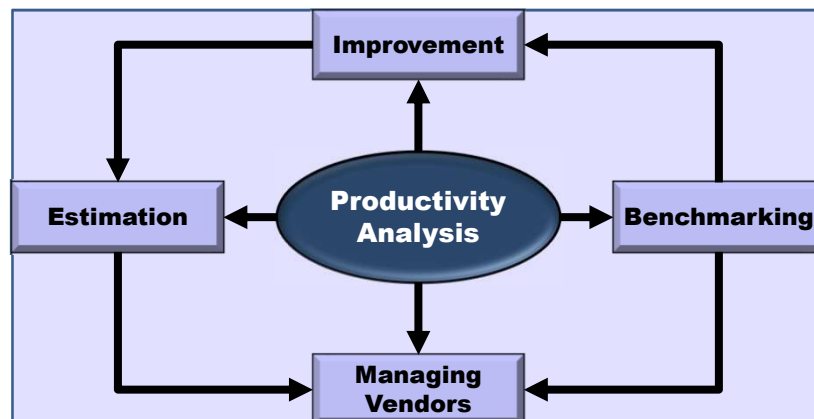 Improvement
Estimation
Productivity
Analysis
Benchmarking
Managing
Vendors